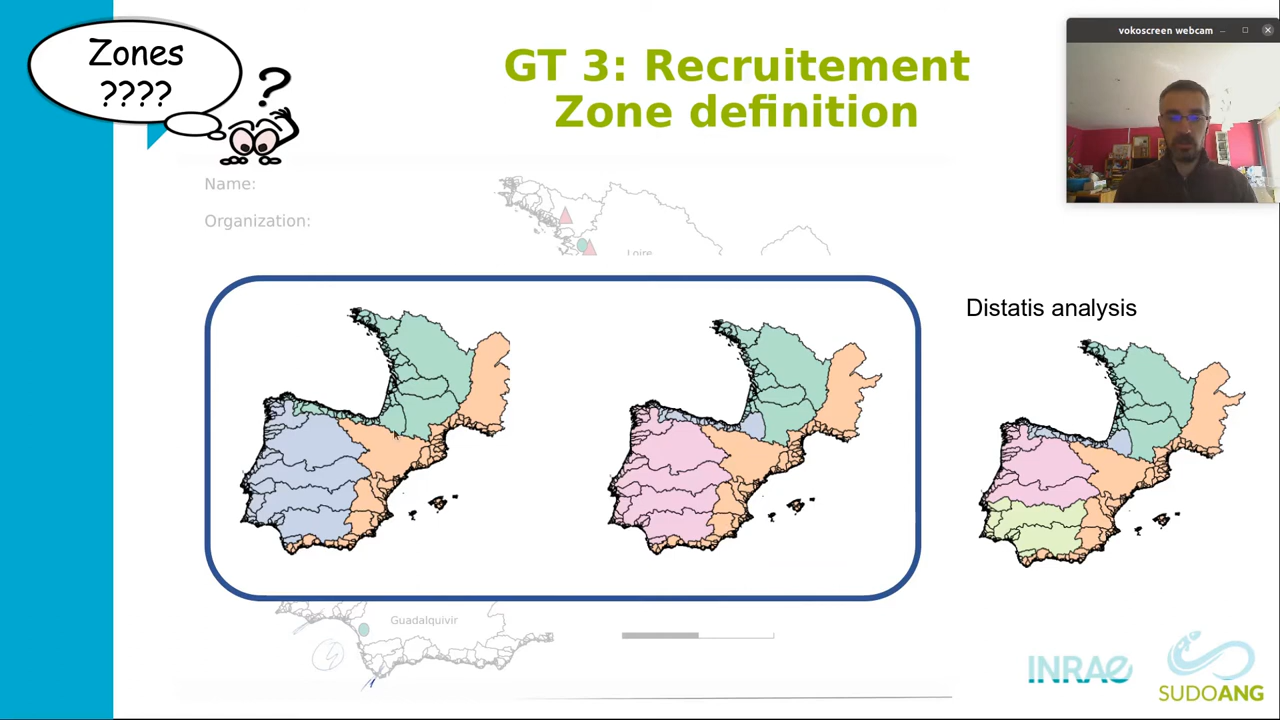 Zones
????
?
GT 3: Recruitement
Zone definition
vokoscreen webcam
Name:
Organization:
Loire
Distatis analysis
Guadalquivir
INRAE
SUDOANG